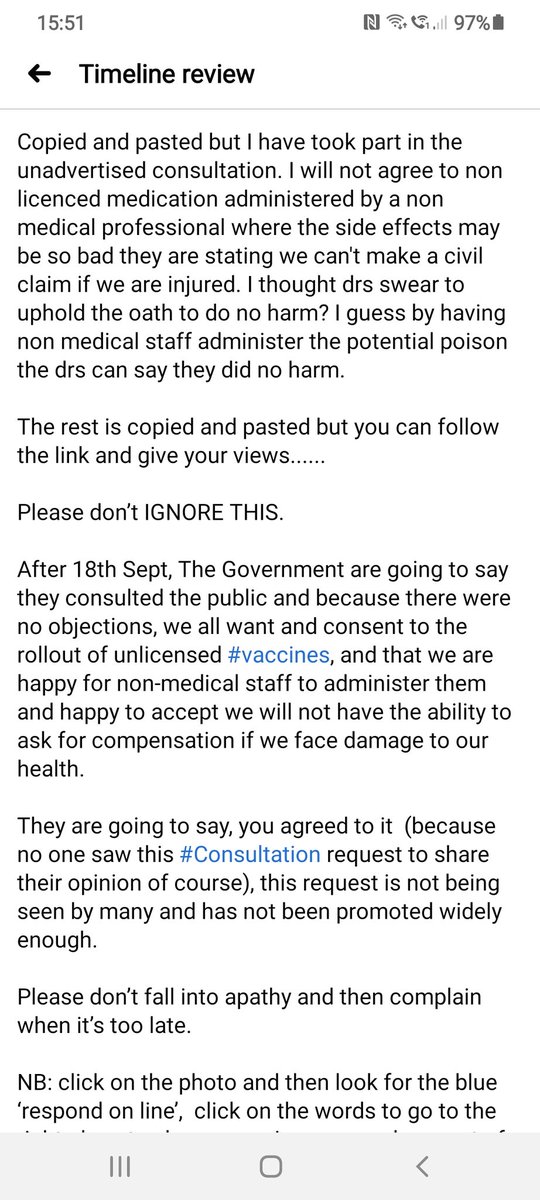 15:51
97%
Timeline review
Copied and pasted but I have took part in the
unadvertised consultation. I will not agree to non
licenced medication administered by a non
medical professional where the side effects may
be so bad they are stating we can't make a civil
claim if we are injured. I thought drs swear to
uphold the oath to do no harm? I guess by having
non medical staff administer the potential poison
the drs can say they did no harm.
The rest is copied and pasted but you can follow
the link and give your views......
Please don’t IGNORE THIS.
After 18th Sept, The Government are going to say
they consulted the public and because there were
no objections, we all want and consent to the
rollout of unlicensed #vaccines, and that we are
happy for non-medical staff to administer them
and happy to accept we will not have the ability to
ask for compensation if we face damage to our
health.
They are going to say, you agreed to it (because
no one saw this #Consultation request to share
their opinion of course), this request is not being
seen by many and has not been promoted widely
enough.
Please don’t fall into apathy and then complain
when it’s too late.
NB: click on the photo and then look for the blue
‘respond on line’, click on the words to go to the